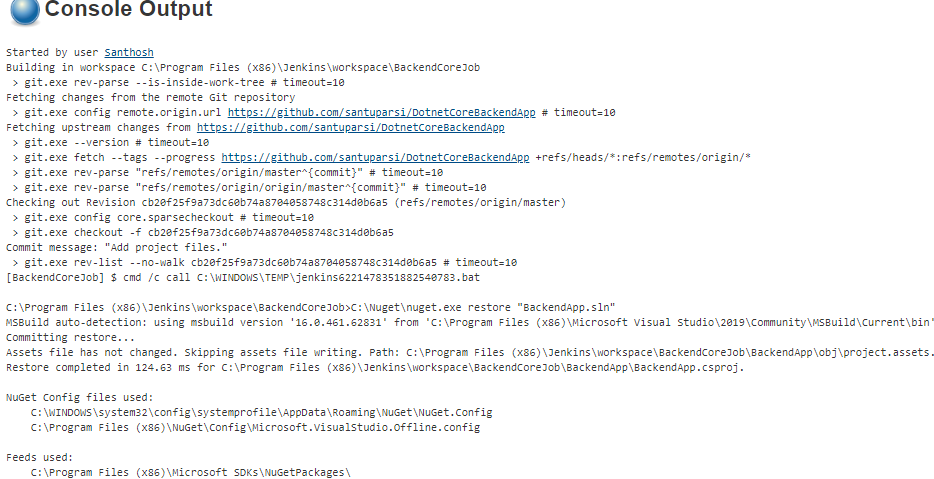 Console Output
Started by user Santhosh
Building in workspace C:\Program Files (x86)\Jenkins\workspace\BackendCoreJob
> git.exe rev-parse --is-inside-work-tree # timeout=10
Fetching changes from the remote Git repository
> git.exe config remote.origin.url https://github.com/santuparsi/DotnetCoreBackendApp # timeout=10
Fetching upstream changes from https://github.com/santuparsi/DotnetCoreBackendApp
> git.exe --version # timeout=10
> git.exe fetch --tags --progress https://github.com/santuparsi/DotnetCoreBackendApp +refs/heads/*:refs/remotes/origin/*
> git.exe rev-parse "refs/remotes/origin/master^{commit}" # timeout=10
> git.exe rev-parse "refs/remotes/origin/origin/master^{commit}" # timeout=10
Checking out Revision cb20f25f9a73dc60b74a8704058748c314d0b6a5 (refs/remotes/origin/master)
> git.exe config core.sparsecheckout # timeout=10
> git.exe checkout -f cb20f25f9a73dc60b74a8704058748c314d0b6a5
Commit message: "Add project files."
> git.exe rev-list --no-walk cb20f25f9a73dc60b74a8704058748c314d0b6a5 # timeout=10
[BackendCoreJob] $ cmd /c call C:\WINDOWS\TEMP\jenkins6221478351882540783.bat
C:\Program Files (x86)\Jenkins\workspace\BackendCoreJob>C:\Nuget\nuget.exe restore "BackendApp.sln"
MSBuild auto-detection: using msbuild version '16.0.461.62831' from 'C:\Program Files (x86)\Microsoft Visual Studio\2019\Community\MSBuild\Current\bin'
Committing restore...
Assets file has not changed. Skipping assets file writing. Path: C:\Program Files (x86)\Jenkins\workspace\BackendCoreJob\BackendApp\obj\project.assets.
Restore completed in 124.63 ms for C:\Program Files (x86)\Jenkins\workspace\BackendCoreJob\BackendApp\BackendApp.csproj.
NuGet Config files used:
C:\WINDOWS\system32\config\systemprofile\AppData\Roaming\NuGet\NuGet.Config
C:\Program Files (x86)\NuGet\Config\Microsoft.VisualStudio.Offline.config
Feeds used:
C:\Program Files (x86)\Microsoft SDKs\NuGetPackages\